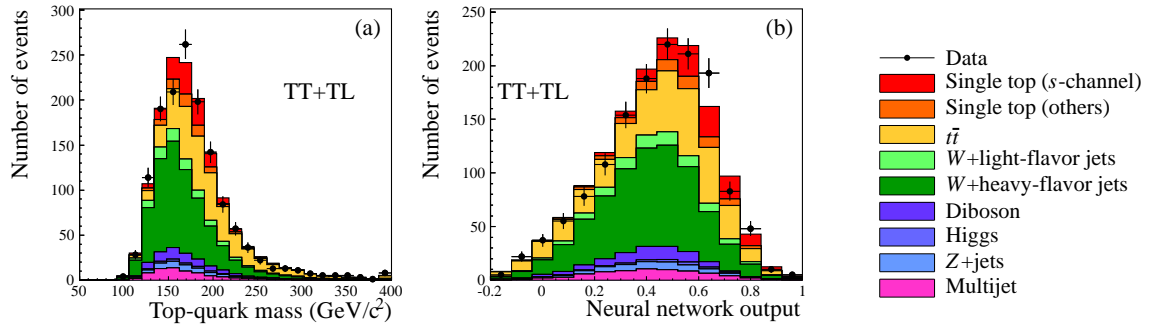 (a)
TT+TL
Number of events
300
250
200
150
100
50
0
50 100 150 200 250 300 350 400
Top-quark mass (GeV/c²)
(b)
TT+TL
Number of events
250
200
150
100
50
0
-0.2 0 0.2 0.4 0.6 0.8 1
Neural network output
Data
Single top (s-channel)
Single top (others)
tt̄
W+light-flavor jets
W+heavy-flavor jets
Diboson
Higgs
Z+jets
Multijet